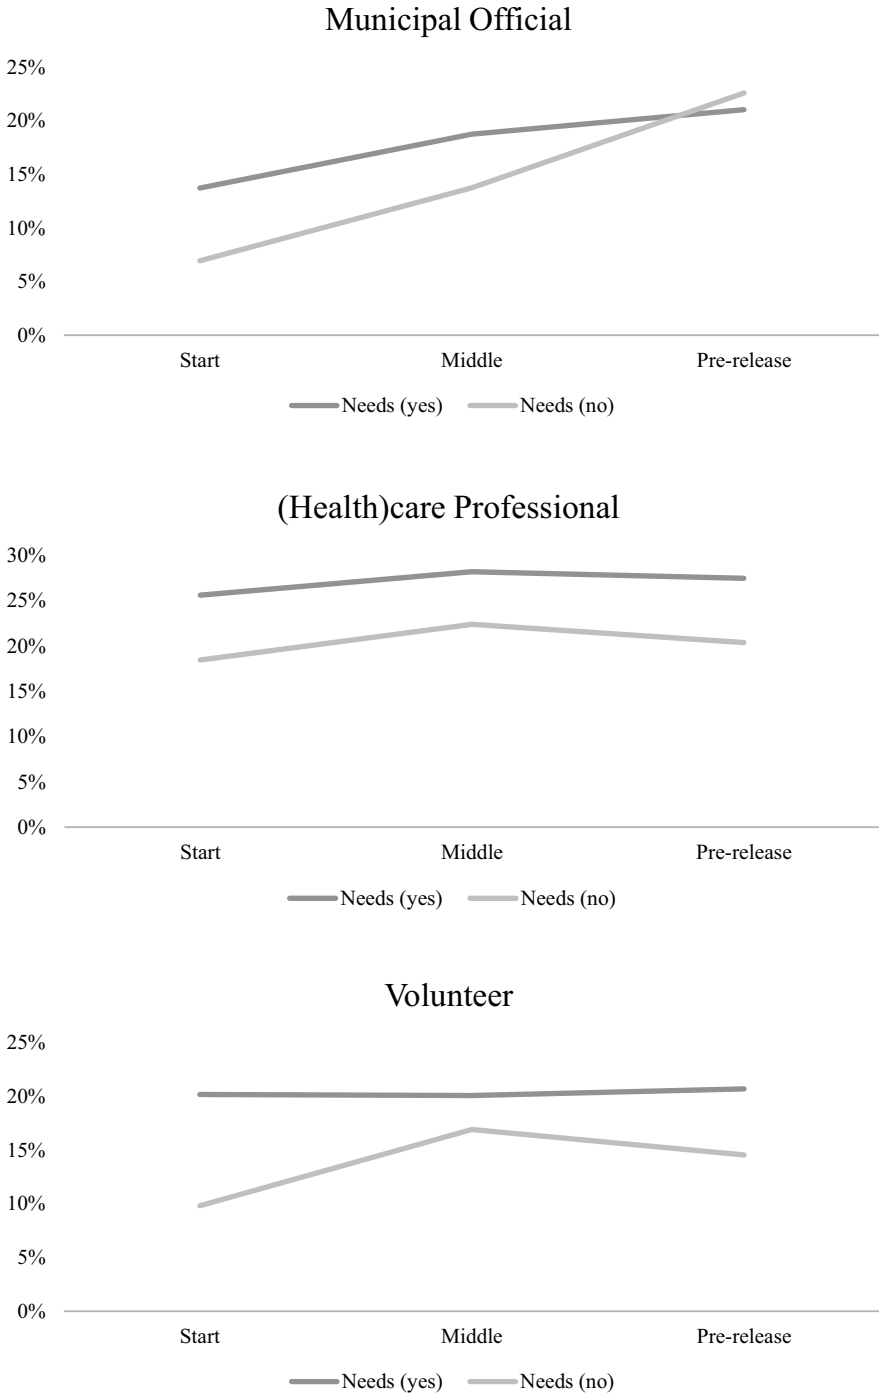 Municipal Official
25%
20%
15%
10%
5%
0%
Start Middle Pre-release
Needs (yes) Needs (no)
(Health)care Professional
30%
25%
20%
15%
10%
5%
0%
Start Middle Pre-release
Needs (yes) Needs (no)
Volunteer
25%
20%
15%
10%
5%
0%
Start Middle Pre-release
Needs (yes) Needs (no)